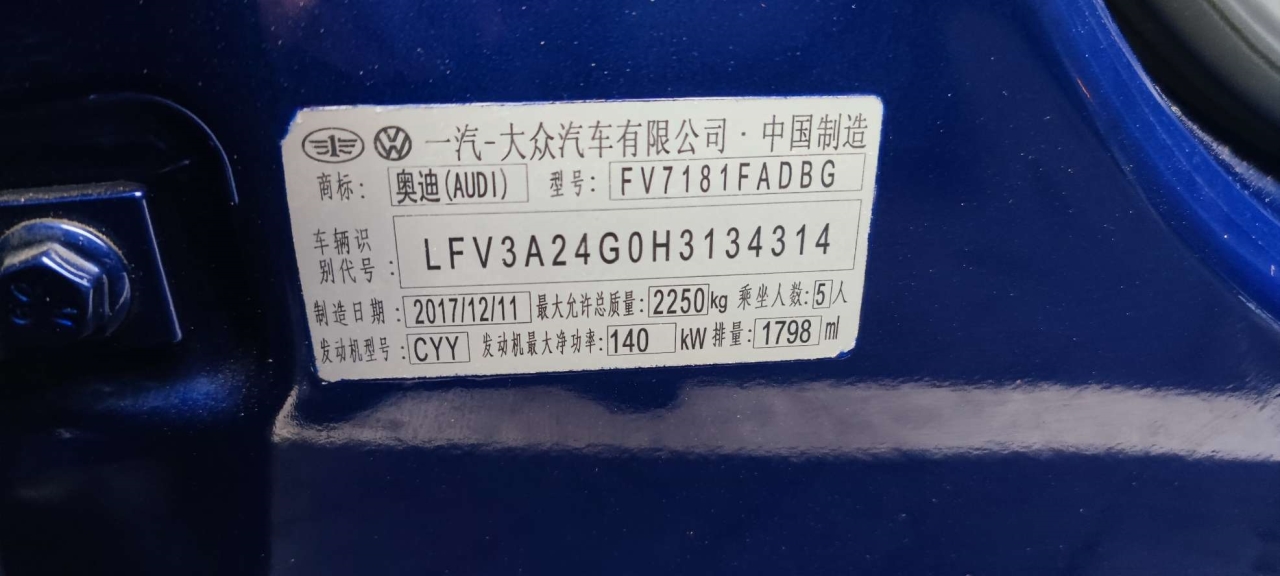 一汽-大众汽车有限公司·中国制造
商标: 奥迪(AUDI) 型号: FV7181FADBG
车辆识别代号: LFV3A24G0H3134314
制造日期: 2017/12/11 最大允许总质量: 2250kg 乘坐人数: 5人
发动机型号: CYY 发动机最大净功率: 140 kW 排量: 1798 ml